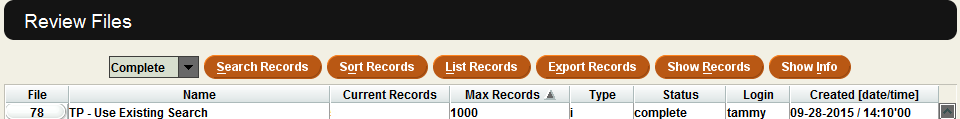 Review Files
Complete Search Records Sort Records List Records Export Records Show Records Show Info
File Name Current Records Max Records Type Status Login Created [date/time]
78 TP - Use Existing Search 1000 i complete tammy 09-28-2015 / 14:10'00